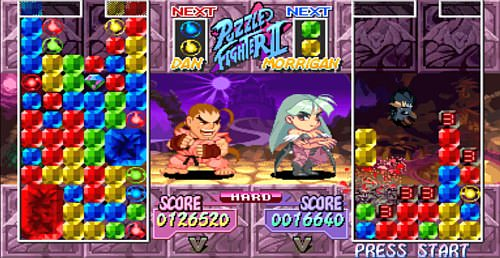 NEXT
NEXT
PUZZLE
FIGHTER II
DAN
MORRIGAN
HARD
SCORE
SCORE
0126520
0016640
PRESS START